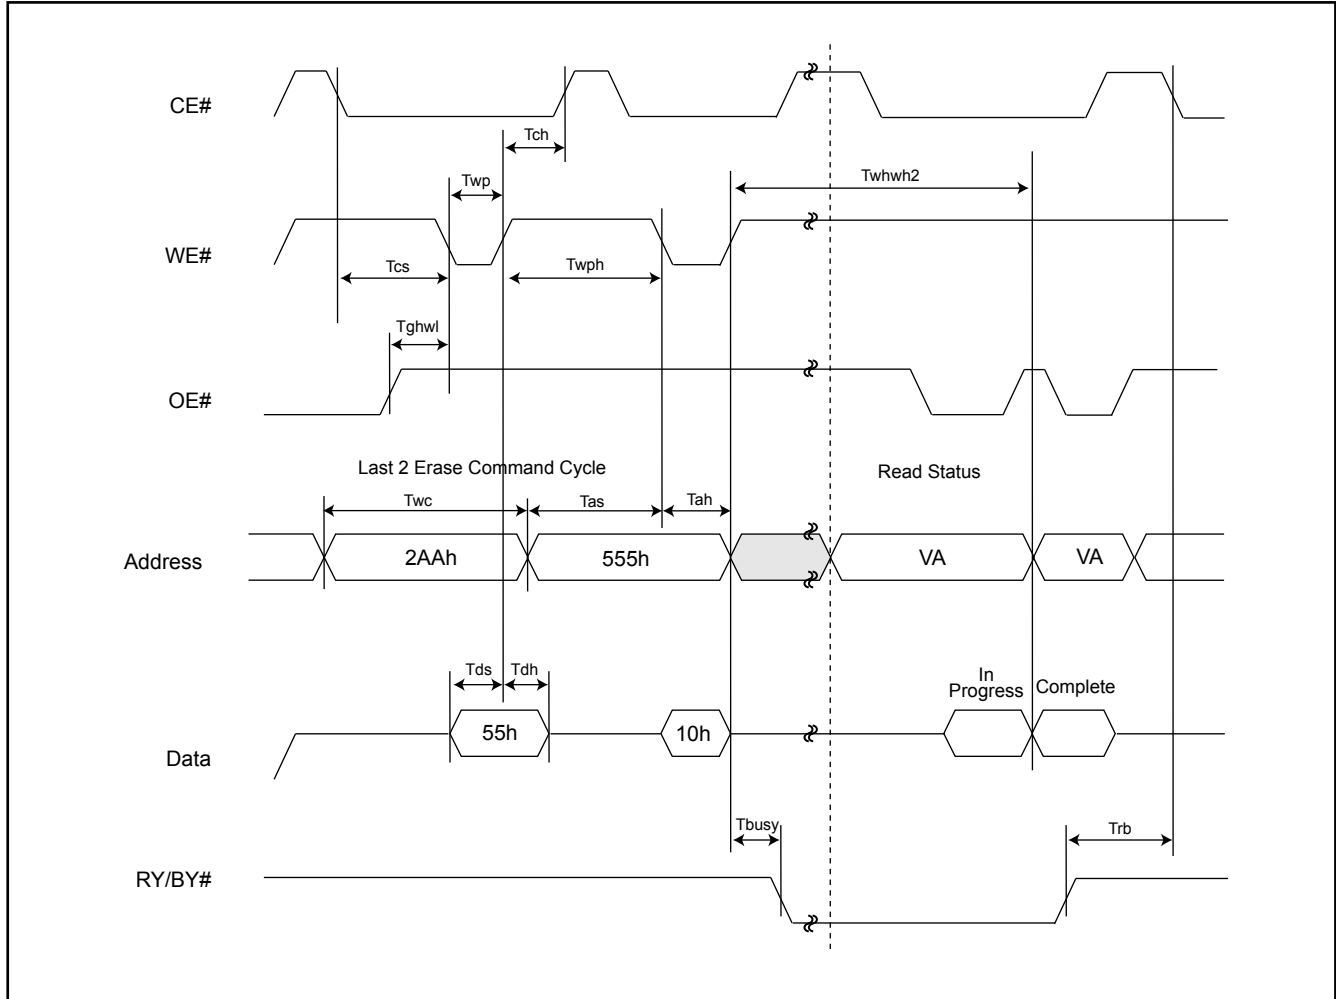 CE#
Tch
Twp
Twhwh2
WE#
Tcs
Twph
Tghwl
OE#
Last 2 Erase Command Cycle
Read Status
Twc
Tas
Tah
Address
2AAh
555h
VA
VA
Tds
Tdh
In
Progress
Complete
55h
10h
Data
Tbusy
Trb
RY/BY#